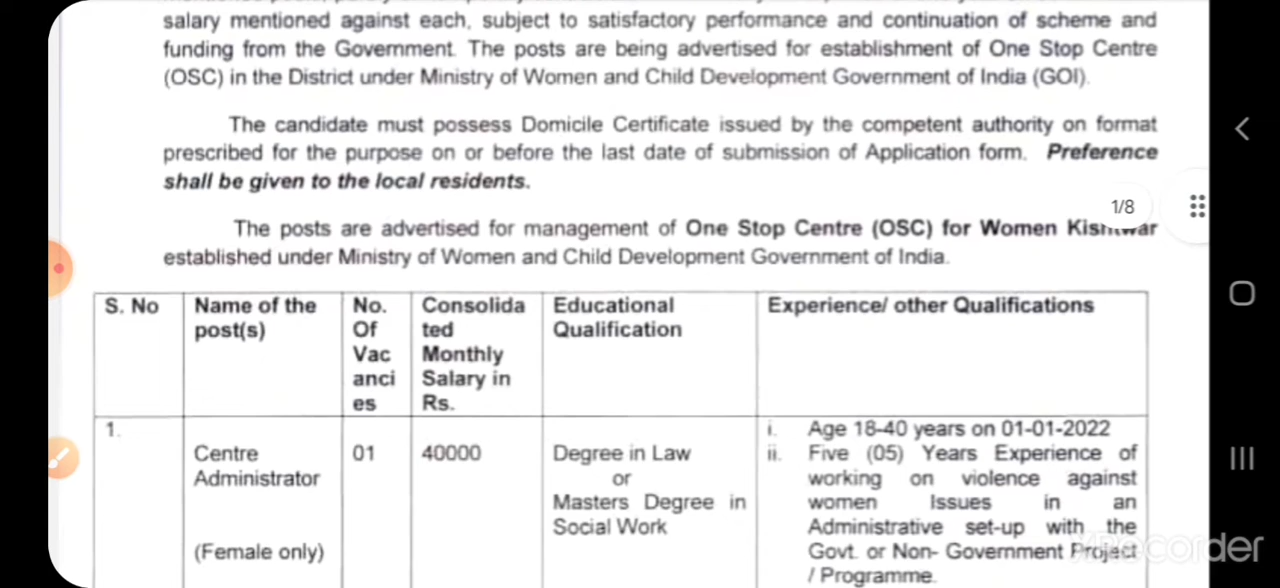 salary mentioned against each, subject to satisfactory performance and continuation of scheme and
funding from the Government. The posts are being advertised for establishment of One Stop Centre
(OSC) in the District under Ministry of Women and Child Development Government of India (GOI).
The candidate must possess Domicile Certificate issued by the competent authority on format
prescribed for the purpose on or before the last date of submission of Application form. Preference
shall be given to the local residents.
1/8
The posts are advertised for management of One Stop Centre (OSC) for Women Kishtwar
established under Ministry of Women and Child Development Government of India.
S. No
Name of the
post(s)
No.
Of
Vac
anci
es
Consolida
ted
Monthly
Salary in
Rs.
Educational
Qualification
Experience/ other Qualifications
1.
Centre
Administrator
(Female only)
01
40000
Degree in Law
or
Masters Degree in
Social Work
i. Age 18-40 years on 01-01-2022
ii. Five (05) Years Experience of
working on violence against
women Issues in an
Administrative set-up with the
Govt. or Non- Government Project
/ Programme.
XRecorder